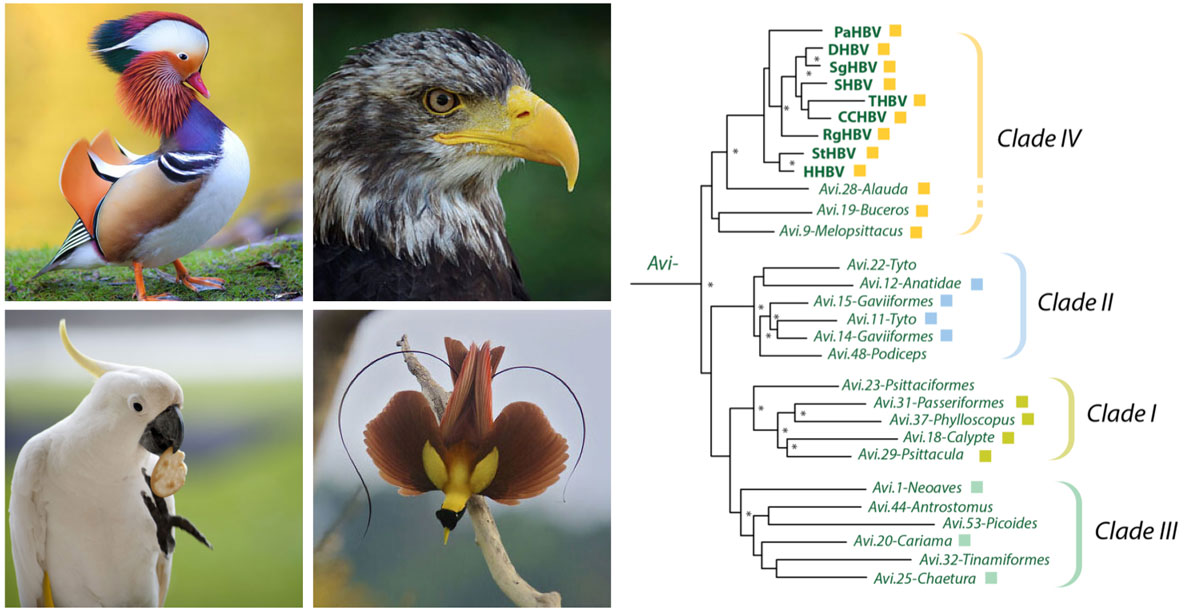 PaHBV
DHBV
SgHBV
SHBV
THBV
CCHBV
RgHBV
StHBV
HHBV
Avi.28-Alauda
Avi.19-Buceros
Avi.9-Melopsittacus
Clade IV
Avi-
Avi.22-Tyto
Avi.12-Anatidae
Avi.15-Gaviiformes
Avi.11-Tyto
Avi.14-Gaviiformes
Avi.48-Podiceps
Clade II
Avi.23-Psittaciformes
Avi.31-Passeriformes
Avi.37-Phylloscopus
Avi.18-Calypte
Avi.29-Psittacula
Clade I
Avi.1-Neoaves
Avi.44-Antrostomus
Avi.53-Picoides
Avi.20-Cariama
Avi.32-Tinamiformes
Avi.25-Chaetura
Clade III